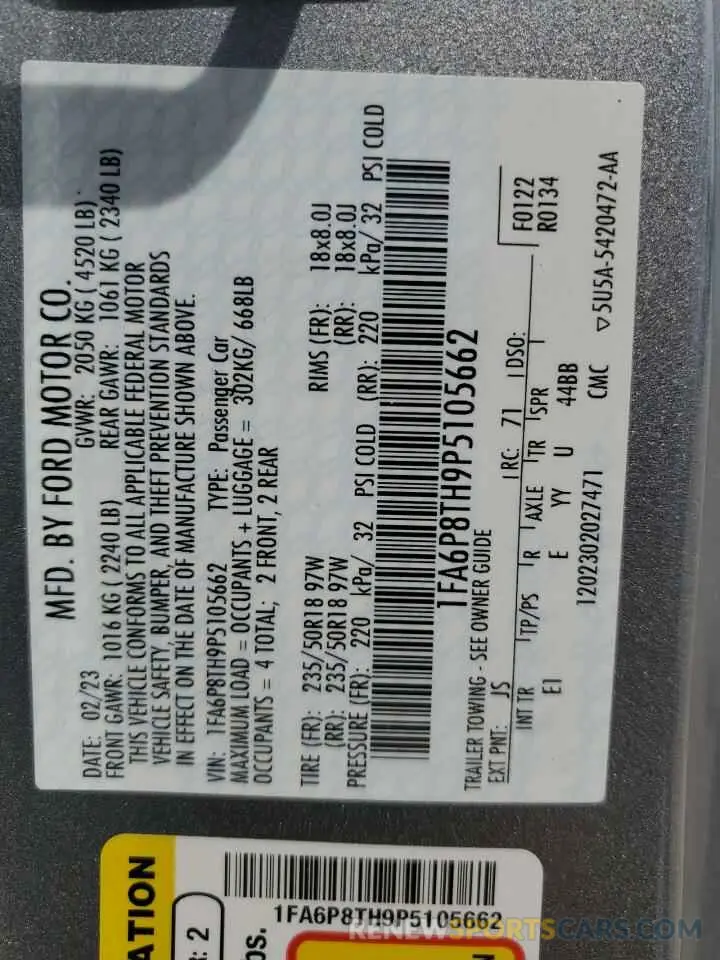 MFD. BY FORD MOTOR CO.
DATE: 02/23 GVWR: 2050 KG ( 4520 LB)
FRONT GAWR: 1016 KG ( 2240 LB) REAR GAWR: 1061 KG ( 2340 LB)
THIS VEHICLE CONFORMS TO ALL APPLICABLE FEDERAL MOTOR
VEHICLE SAFETY, BUMPER, AND THEFT PREVENTION STANDARDS
IN EFFECT ON THE DATE OF MANUFACTURE SHOWN ABOVE.
VIN: 1FA6P8TH9P5105662 TYPE: Passenger Car
MAXIMUM LOAD = OCCUPANTS + LUGGAGE = 302KG/ 668LB
OCCUPANTS = 4 TOTAL; 2 FRONT, 2 REAR
TIRE (FR): 235/50R18 97W RIMS (FR): 18x8.0J
(RR): 235/50R18 97W (RR): 18x8.0J
PRESSURE (FR): 220 kPa/ 32 PSI COLD (RR): 220 kPa/ 32 PSI COLD
1FA6P8TH9P5105662
TRAILER TOWING - SEE OWNER GUIDE
EXT PNT: JS RC: 71 DSO: F0122
R0134
INT TR TP/PS R AXLE TR SPR
E1 E YY U 44BB
1202302027471 CMC ▽5U5A-5420472-AA
ATION
R: 2
1FA6P8TH9P5105662
OS.
N
RENEWSPORTSCARS.COM